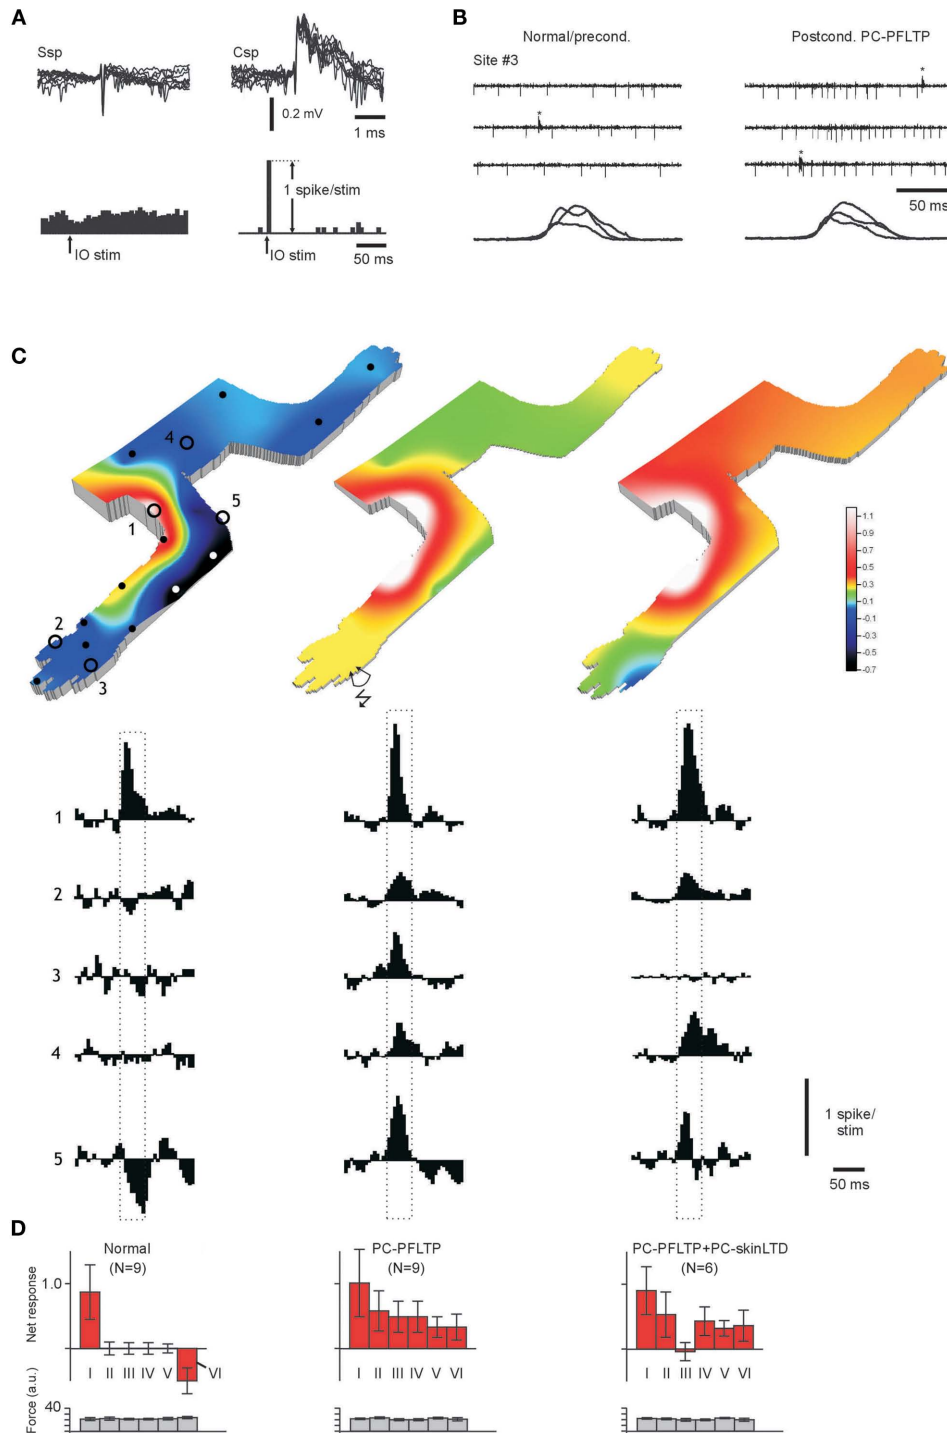 A
Ssp
Csp
0.2 mV
1 ms
1 spike/stim
IO stim
IO stim
50 ms
B
Normal/precond.
Postcond. PC-PFLTP
Site #3
*
*
*
50 ms
C
4
5
1
2
3
1.1
0.9
0.7
0.5
0.3
0.1
-0.1
-0.3
-0.5
-0.7
1
2
3
4
5
1 spike/
stim
50 ms
D
Normal
(N=9)
PC-PFLTP
(N=9)
PC-PFLTP+PC-skinLTD
(N=6)
Net response
1.0
I II III IV V VI
I II III IV V VI
I II III IV V VI
Force (a.u.)
40